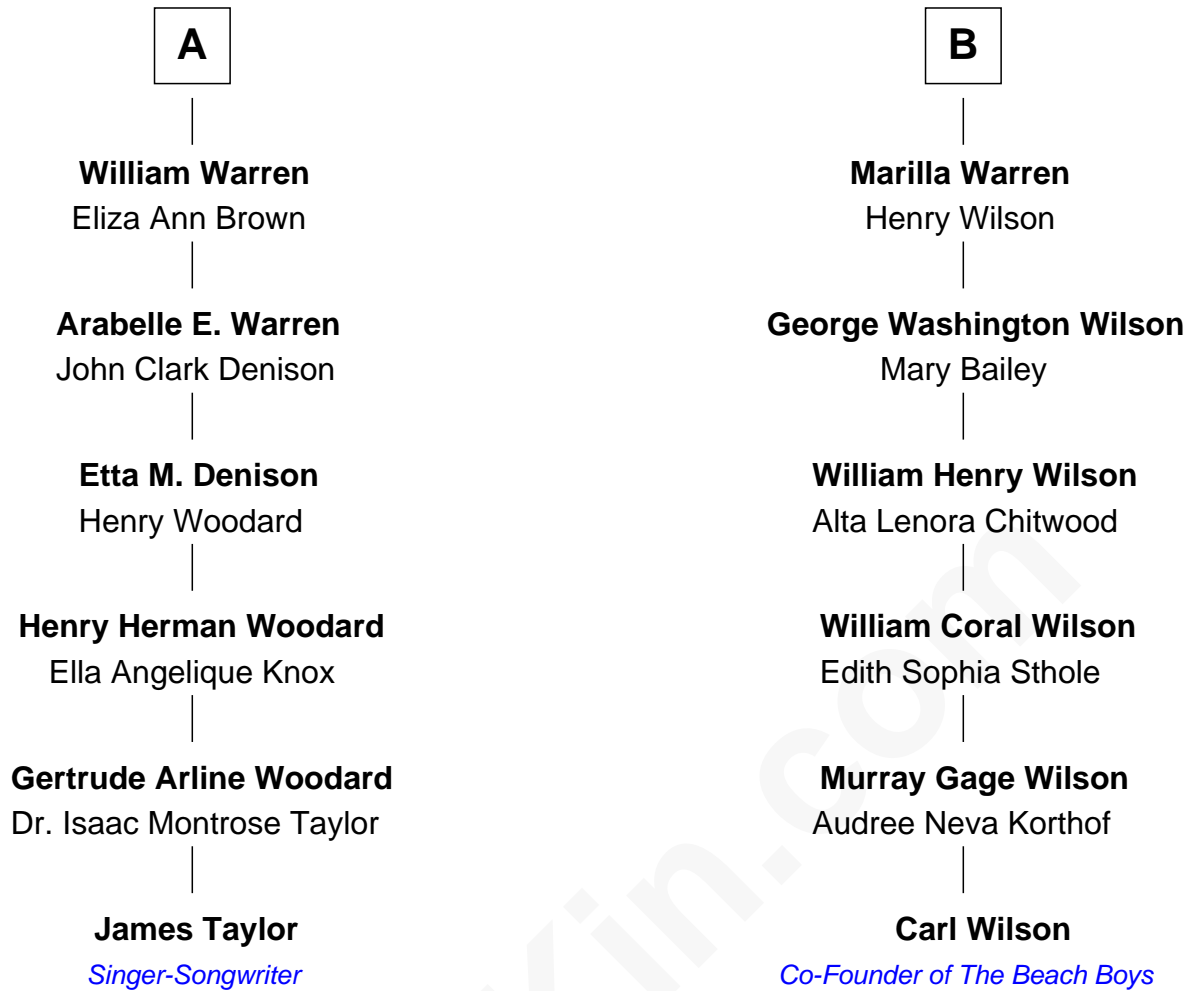 A
William Warren
Eliza Ann Brown
Arabelle E. Warren
John Clark Denison
Etta M. Denison
Henry Woodard
Henry Herman Woodard
Ella Angelique Knox
Gertrude Arline Woodard
Dr. Isaac Montrose Taylor
James Taylor
Singer-Songwriter
B
Marilla Warren
Henry Wilson
George Washington Wilson
Mary Bailey
William Henry Wilson
Alta Lenora Chitwood
William Coral Wilson
Edith Sophia Sthole
Murray Gage Wilson
Audree Neva Korthof
Carl Wilson
Co-Founder of The Beach Boys
Kin.com